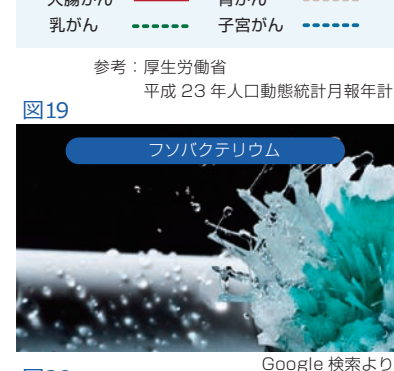 大腸がん 胃がん
乳がん 子宮がん
参考：厚生労働省
平成 23 年人口動態統計月報年計
図19
フソバクテリウム
Google 検索より